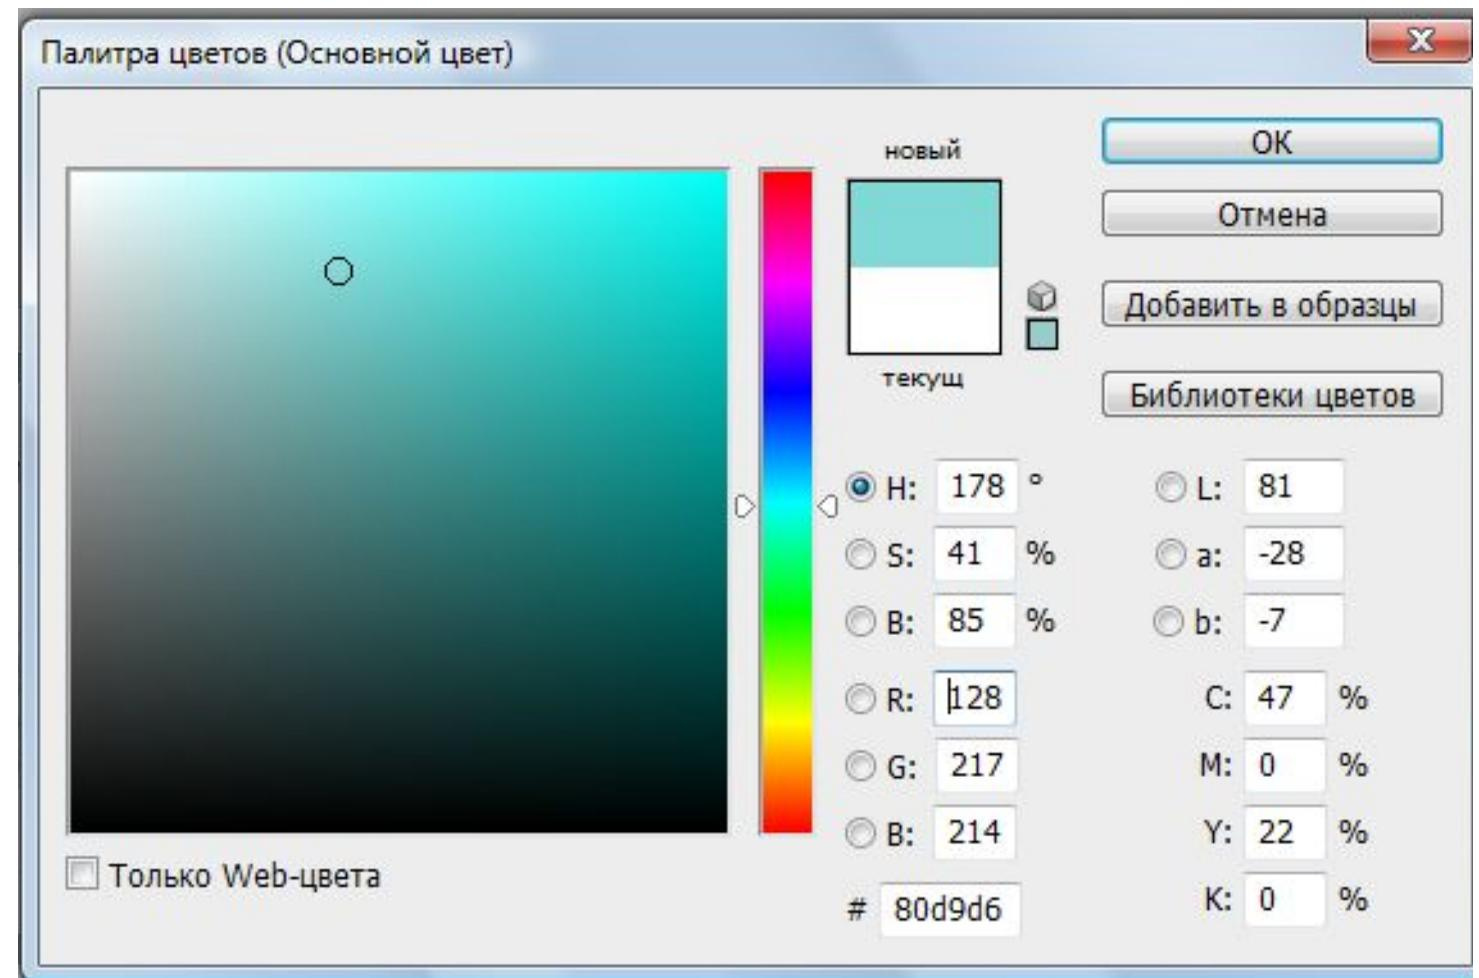 Палитра цветов (Основной цвет)
новый
текущ
OK
Отмена
Добавить в образцы
Библиотеки цветов
H: 178 °
S: 41 %
B: 85 %
R: 128
G: 217
B: 214
# 80d9d6
L: 81
a: -28
b: -7
C: 47 %
M: 0 %
Y: 22 %
K: 0 %
Только Web-цвета